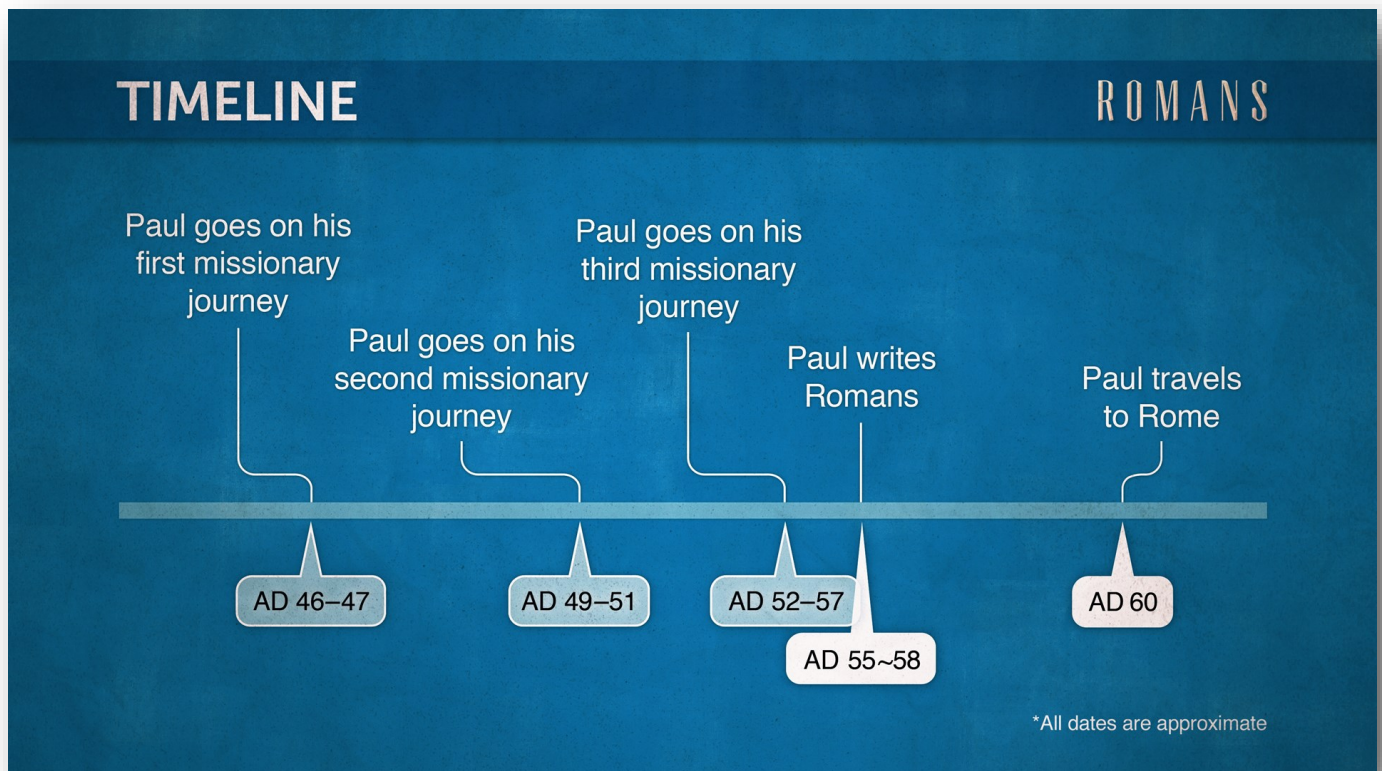 TIMELINE
ROMANS
Paul goes on his
first missionary
journey
Paul goes on his
second missionary
journey
Paul goes on his
third missionary
journey
Paul writes
Romans
Paul travels
to Rome
AD 46–47
AD 49–51
AD 52–57
AD 55~58
AD 60
*All dates are approximate